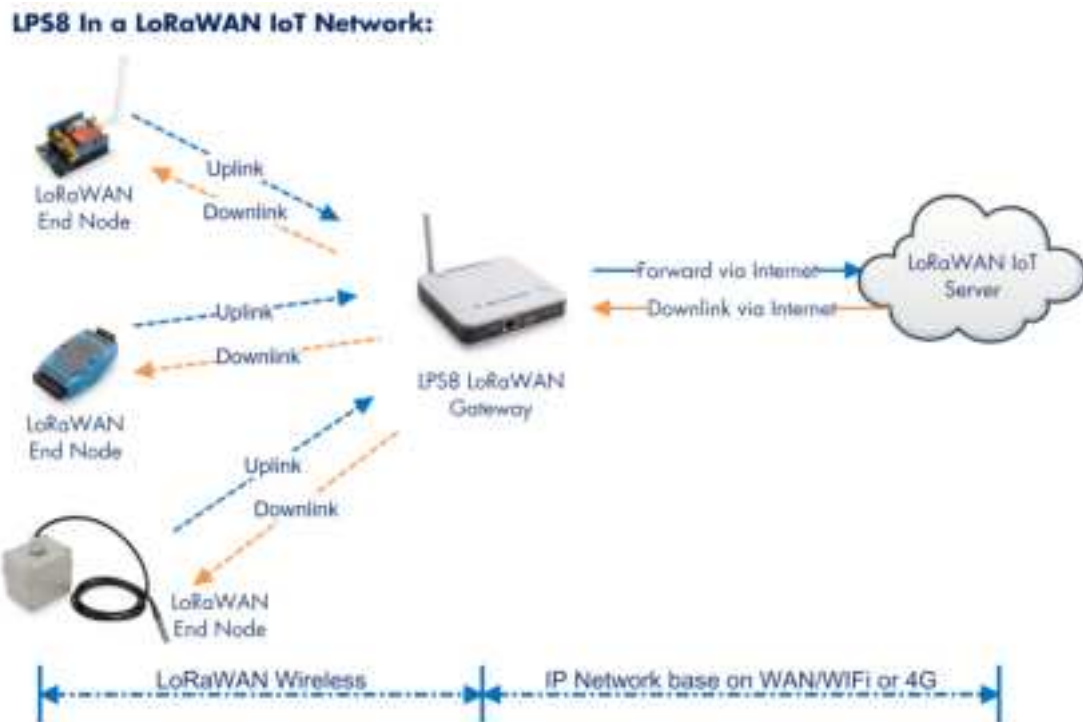 LPS8 In a LoRaWAN IoT Network:
Uplink
Downlink
LoRaWAN
End Node
Uplink
Downlink
LoRaWAN
End Node
Forward via Internet
Downlink via Internet
LoRaWAN IoT
Server
LPS8 LoRaWAN
Gateway
Uplink
Downlink
LoRaWAN
End Node
LoRaWAN Wireless
IP Network base on WAN/WIFi or 4G